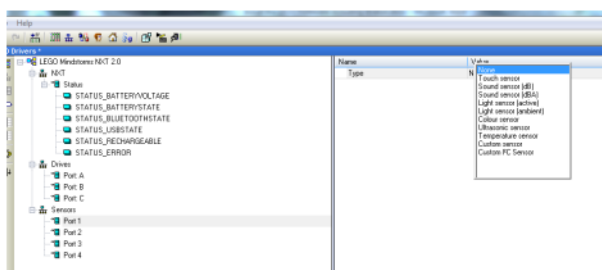 Help
Drivers *
LEGO Mindstorms NXT 2.0
NXT
Status
STATUS_BATTERYVOLTAGE
STATUS_BATTERYSTATE
STATUS_BLUETOOTHSTATE
STATUS_USBSTATE
STATUS_RECHARGEABLE
STATUS_ERROR
Drives
Port A
Port B
Port C
Sensors
Port 1
Port 2
Port 3
Port 4
Name Value
Type N
None
Touch sensor
Sound sensor (dB)
Sound sensor (dBA)
Light sensor (active)
Light sensor (ambient)
Colour sensor
Ultrasonic sensor
Temperature sensor
Custom sensor
Custom I²C Sensor